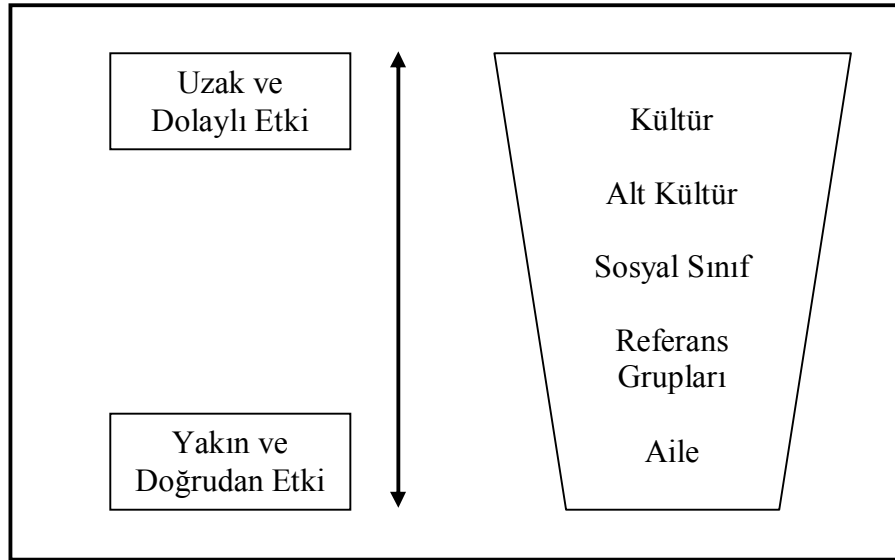 Uzak ve
Dolaylı Etki
Kültür
Alt Kültür
Sosyal Sınıf
Referans
Grupları
Yakın ve
Doğrudan Etki
Aile